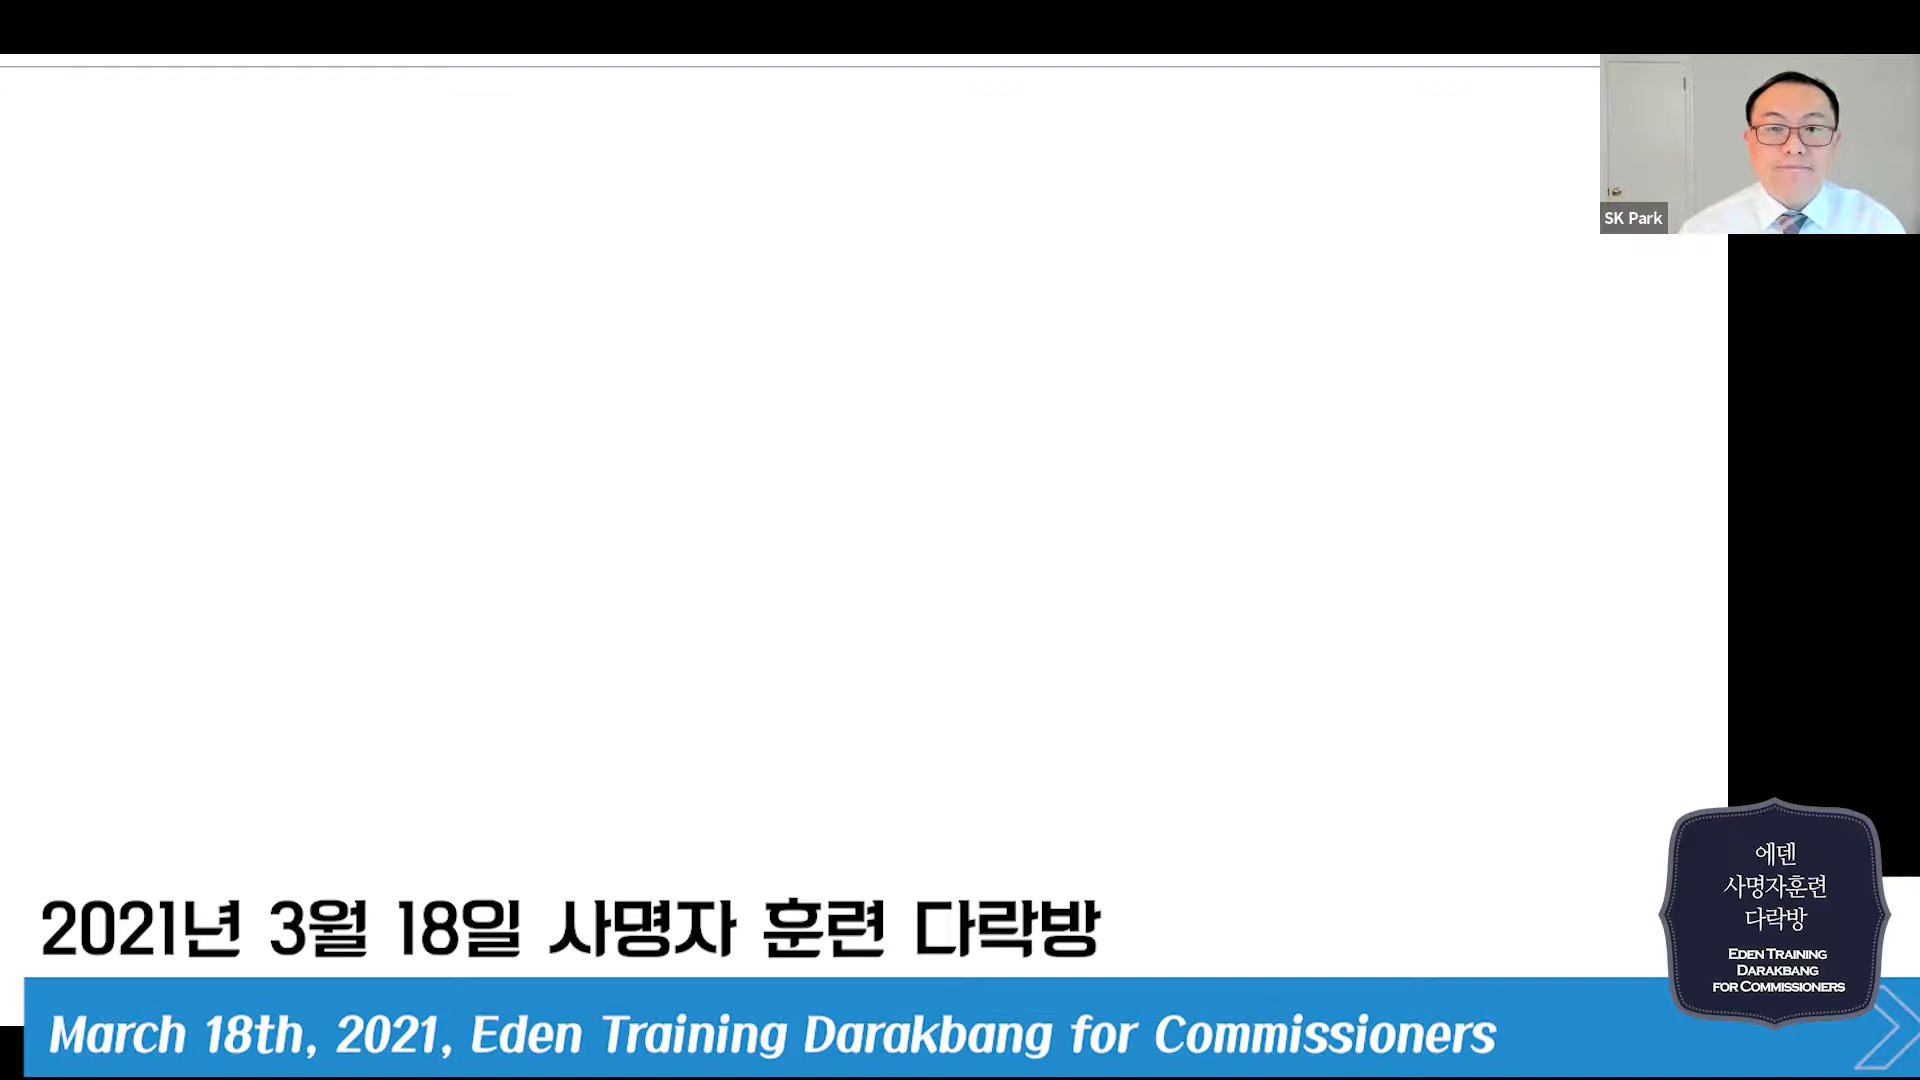 SK Park
2021년 3월 18일 사명자 훈련 다락방
March 18th, 2021, Eden Training Darakbang for Commissioners
에덴
사명자훈련
다락방
EDEN TRAINING
DARAKBANG
FOR COMMISSIONERS